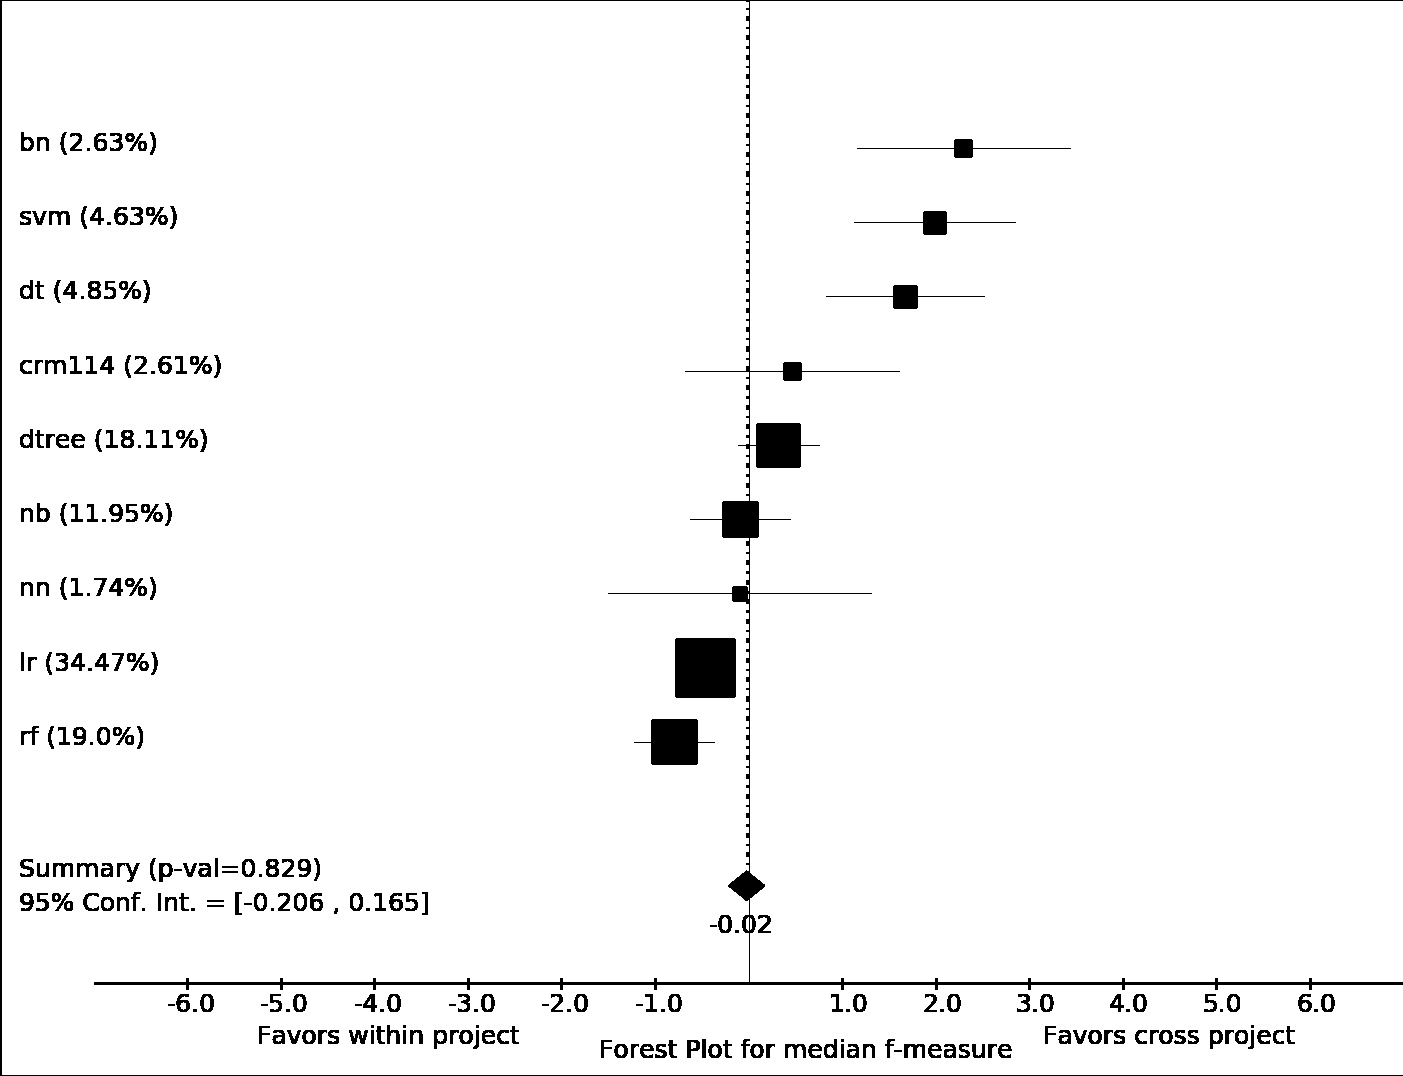 bn (2.63%)
svm (4.63%)
dt (4.85%)
crm114 (2.61%)
dtree (18.11%)
nb (11.95%)
nn (1.74%)
lr (34.47%)
rf (19.0%)
Summary (p-val=0.829)
95% Conf. Int. = [-0.206 , 0.165]
-0.02
-6.0 -5.0 -4.0 -3.0 -2.0 -1.0 1.0 2.0 3.0 4.0 5.0 6.0
Favors within project Favors cross project
Forest Plot for median f-measure